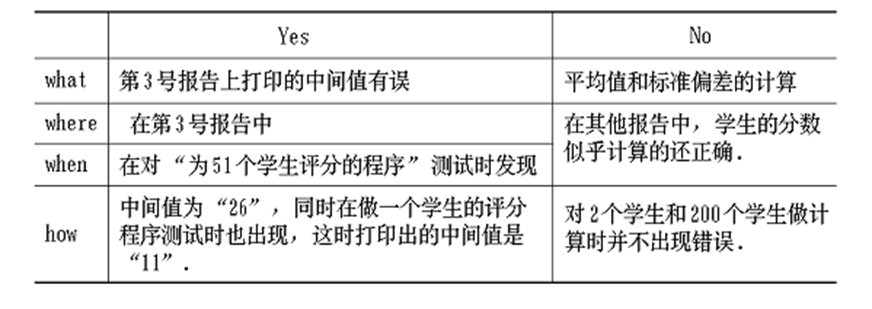 Yes No
what 第3号报告上打印的中间值有误 平均值和标准偏差的计算
where 在第3号报告中 在其他报告中，学生的分数
似乎计算的还正确．
when 在对“为51个学生评分的程序”测试时发现
how 中间值为“26”，同时在做一个学生的评分
程序测试时也出现，这时打印出的中间值是
“11”．
对2个学生和200个学生做计
算时并不出现错误．